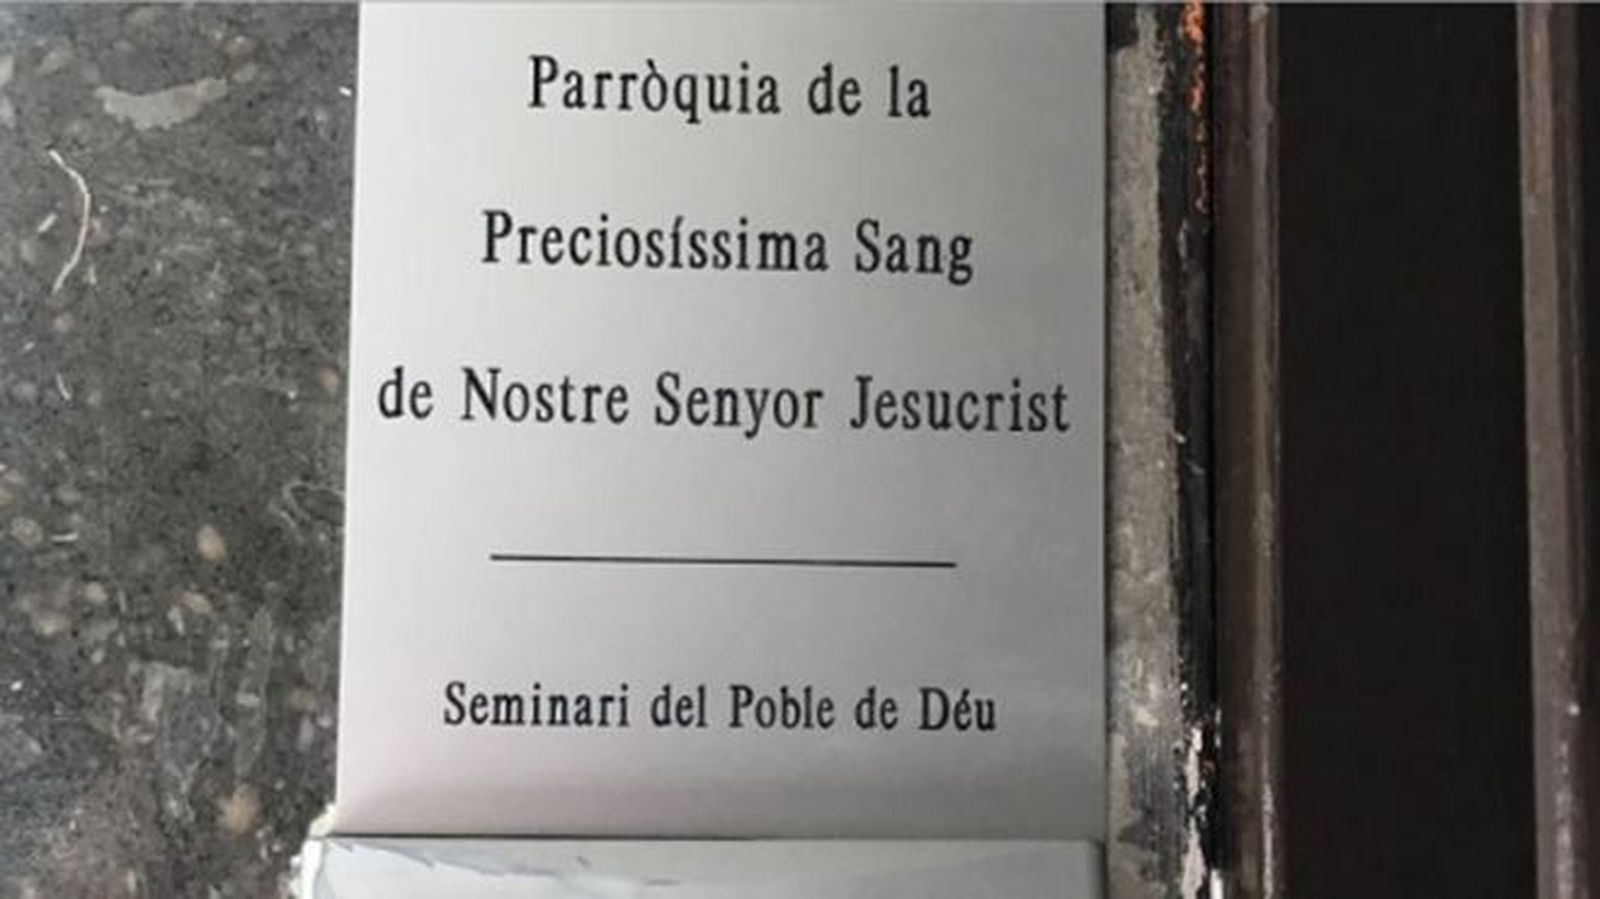 Parròquia de la
Preciosíssima Sang
de Nostre Senyor Jesucrist
Seminari del Poble de Déu